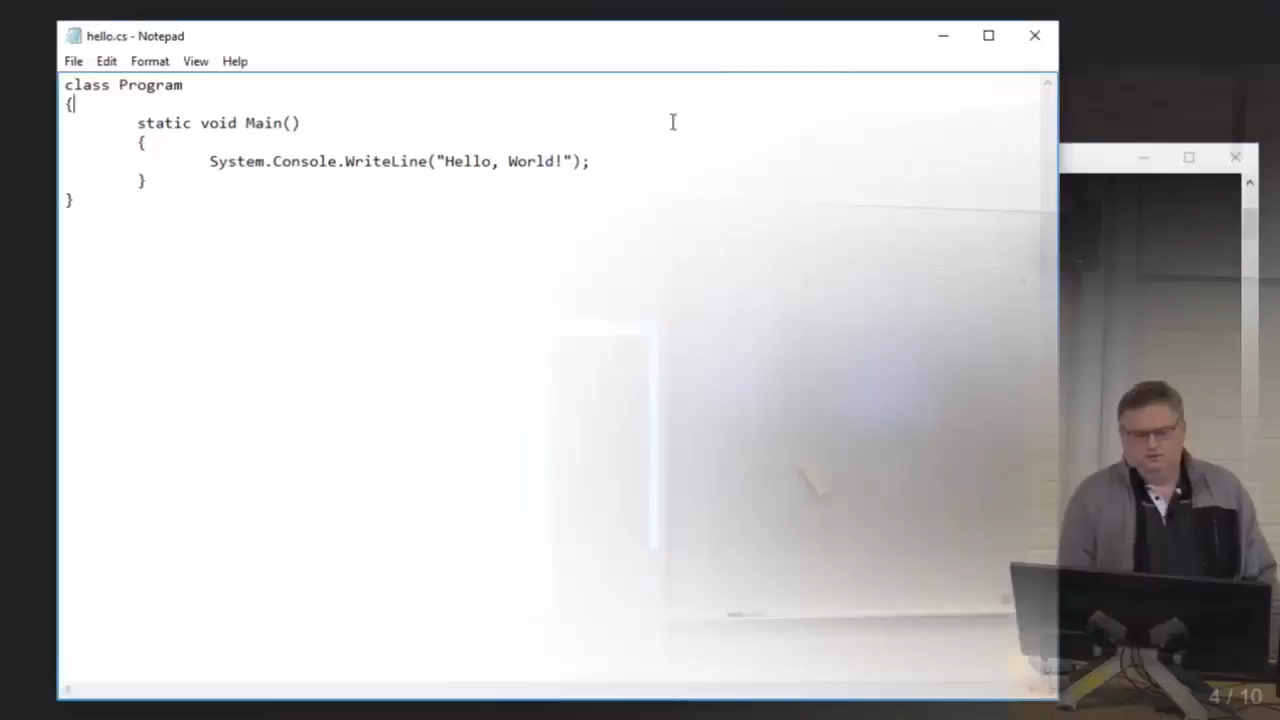 hello.cs - Notepad
File Edit Format View Help
class Program
{
static void Main()
{
System.Console.WriteLine("Hello, World!");
}
}
4 / 10